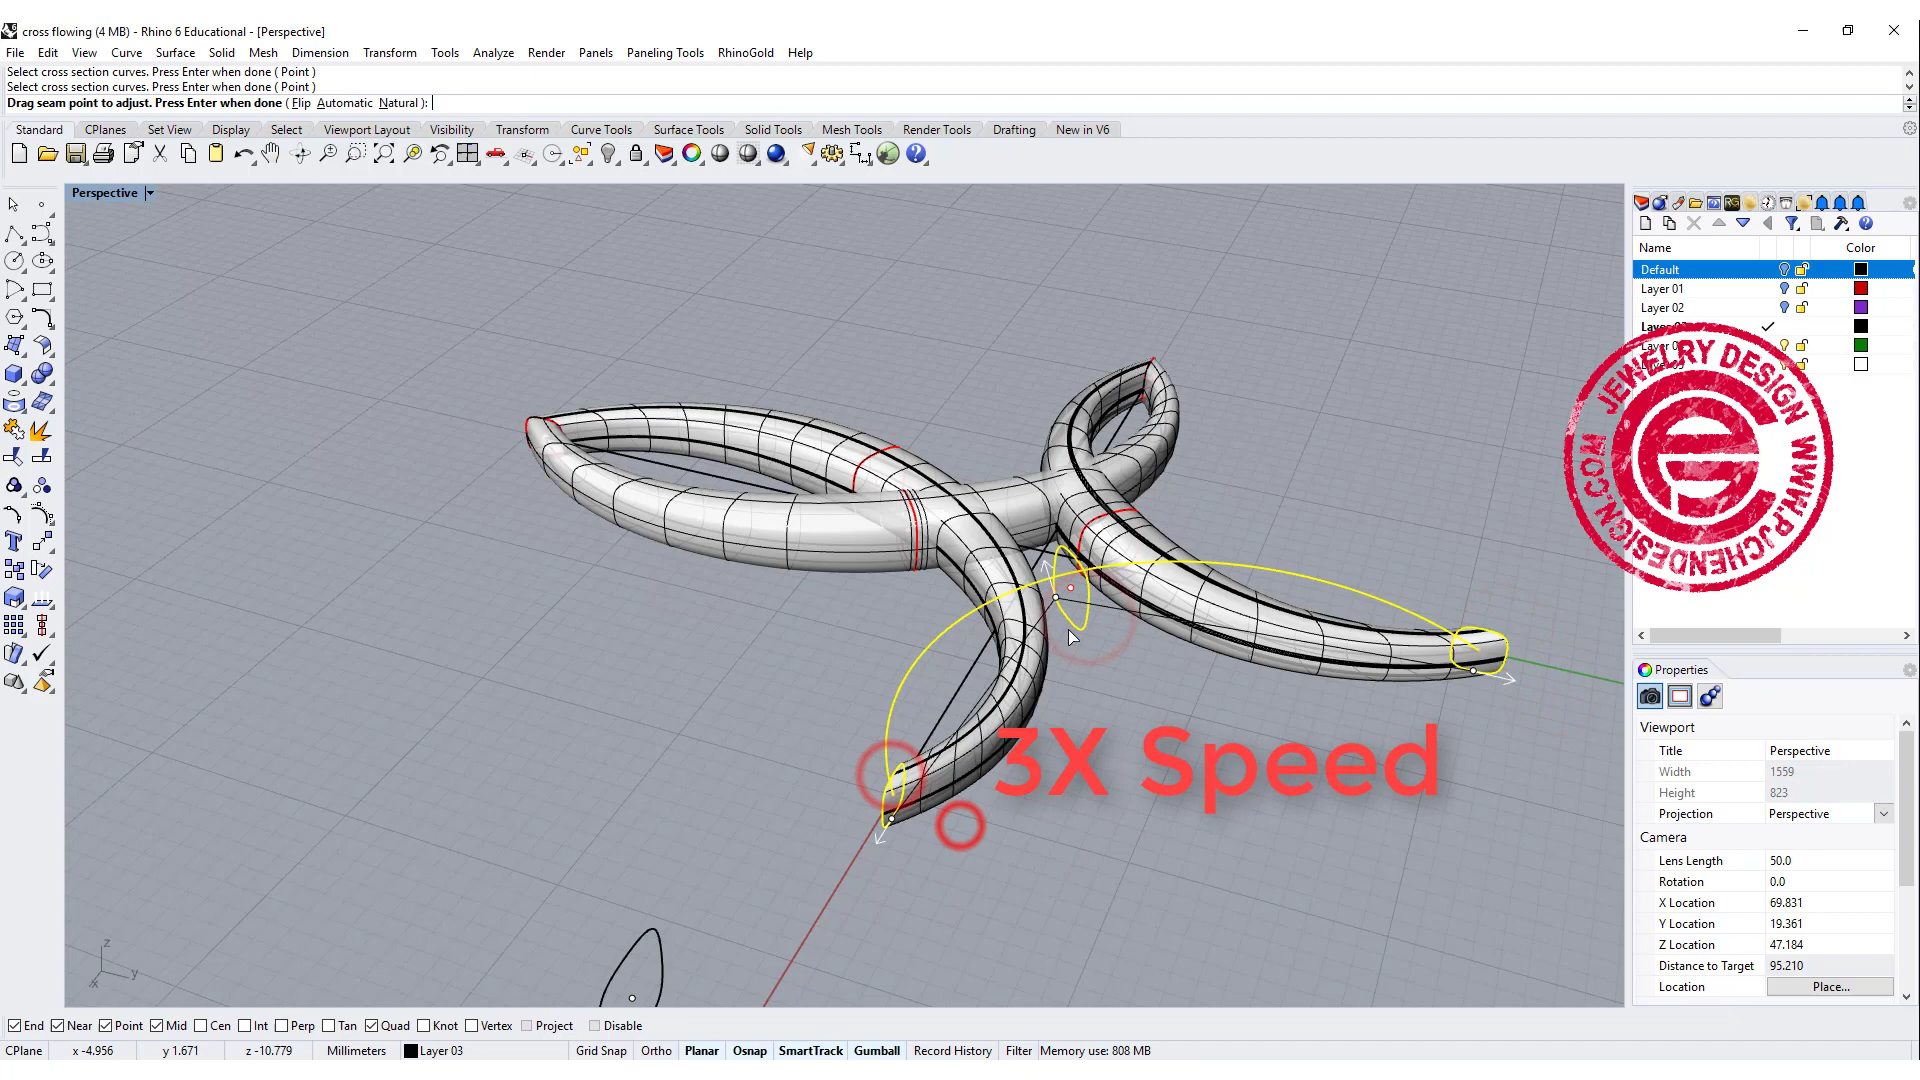 cross flowing (4 MB) - Rhino 6 Educational - [Perspective]
File Edit View Curve Surface Solid Mesh Dimension Transform Tools Analyze Render Panels Paneling Tools RhinoGold Help
Select cross section curves. Press Enter when done ( Point )
Select cross section curves. Press Enter when done ( Point )
Drag seam point to adjust. Press Enter when done ( Flip Automatic Natural ):
Standard CPlanes Set View Display Select Viewport Layout Visibility Transform Curve Tools Surface Tools Solid Tools Mesh Tools Render Tools Drafting New in V6
Perspective
Name Color
Default
Layer 01
Layer 02
JEWELRY DESIGN WWW.PJCHENDESIGN.COM
3X Speed
Properties
Viewport
Title Perspective
Width 1559
Height 823
Projection Perspective
Camera
Lens Length 50.0
Rotation 0.0
X Location 69.831
Y Location 19.361
Z Location 47.184
Distance to Target 95.210
Location Place...
z
y
x
End Near Point Mid Cen Int Perp Tan Quad Knot Vertex Project Disable
CPlane x -4.956 y 1.671 z -10.779 Millimeters Layer 03 Grid Snap Ortho Planar Osnap SmartTrack Gumball Record History Filter Memory use: 808 MB